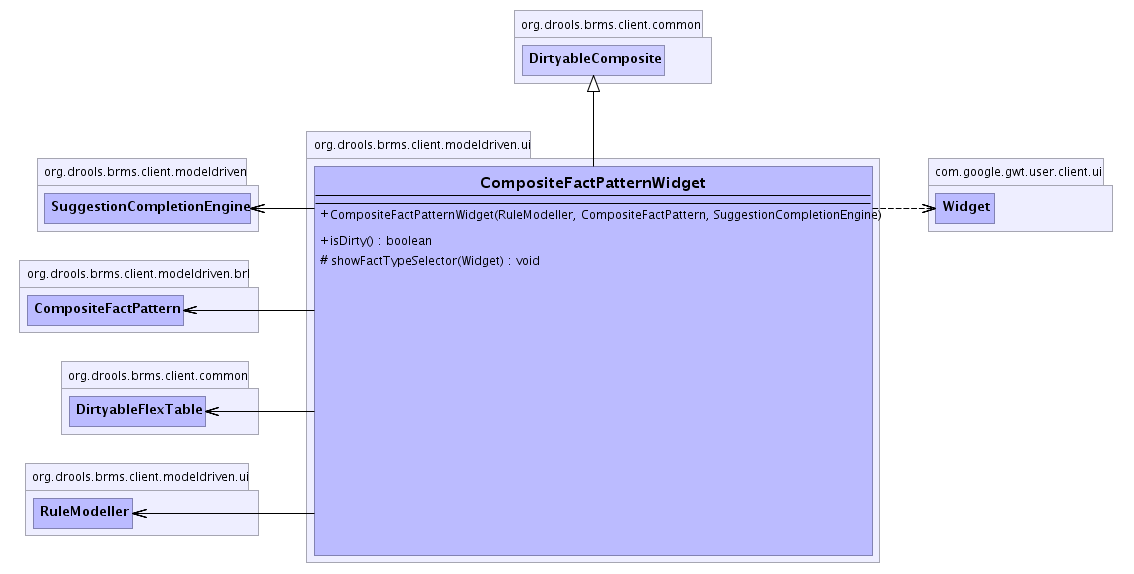 org.drools.brms.client.common
DirtyableComposite
org.drools.brms.client.modeldriven.ui
CompositeFactPatternWidget
+CompositeFactPatternWidget(RuleModeller, CompositeFactPattern, SuggestionCompletionEngine)
+isDirty() : boolean
# showFactTypeSelector(Widget) : void
org.drools.brms.client.modeldriven
SuggestionCompletionEngine
org.drools.brms.client.modeldriven.brl
CompositeFactPattern
org.drools.brms.client.common
DirtyableFlexTable
org.drools.brms.client.modeldriven.ui
RuleModeller
com.google.gwt.user.client.ui
Widget